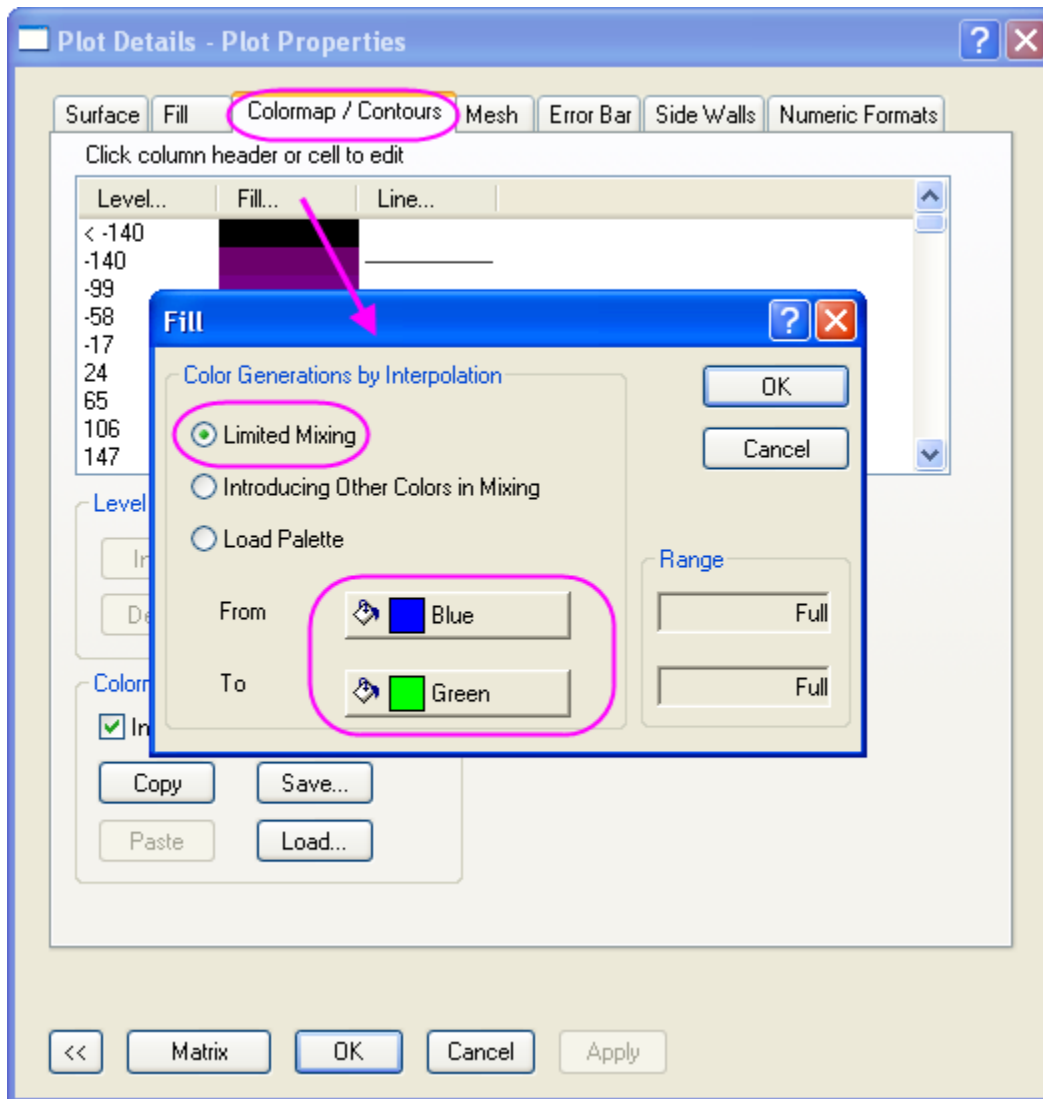 Plot Details - Plot Properties
Surface Fill Colormap / Contours Mesh Error Bar Side Walls Numeric Formats
Click column header or cell to edit
Level... Fill... Line...
< -140
-140
-99
-58
-17
24
65
106
147
Fill
Color Generations by Interpolation
Limited Mixing
Introducing Other Colors in Mixing
Load Palette
From Blue
To Green
OK
Cancel
Range
Full
Full
Level
Copy Save...
Paste Load...
<< Matrix OK Cancel Apply